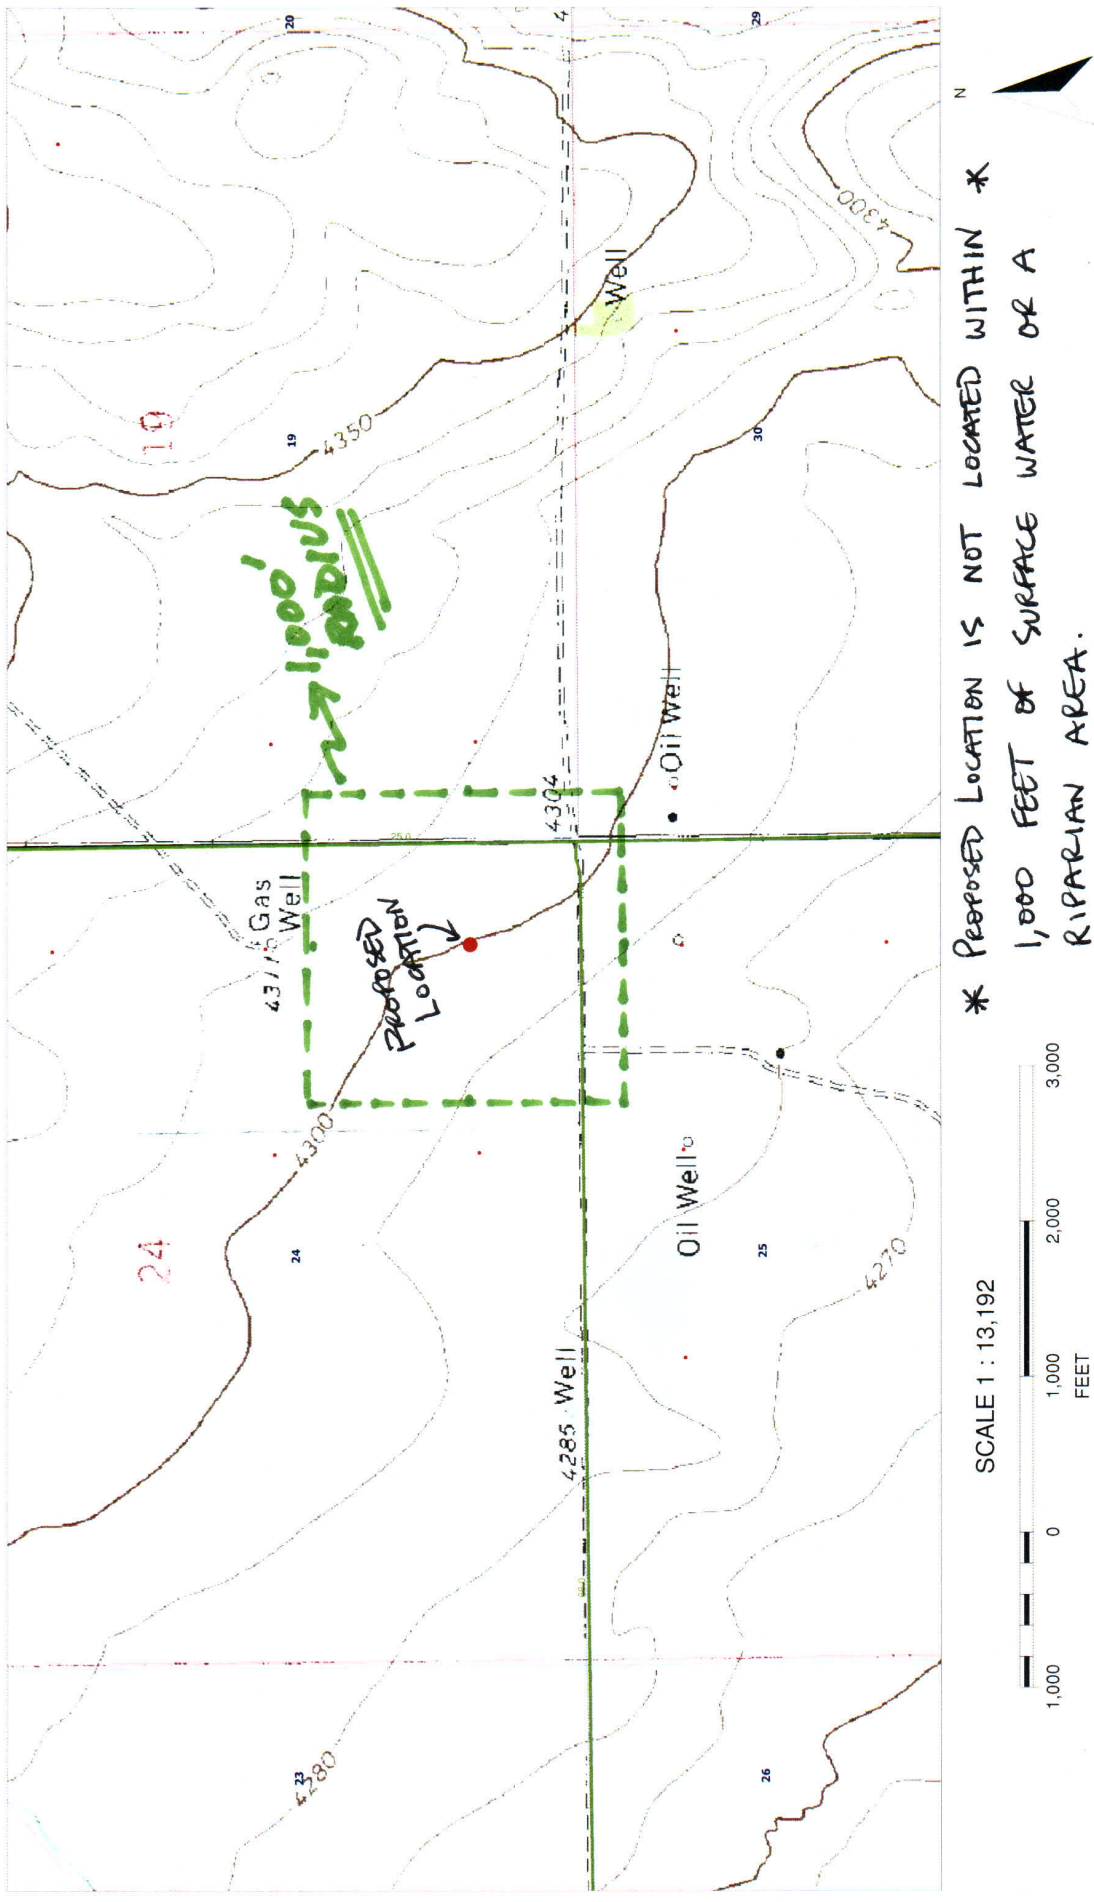 24
19
Gas
Well
23
24
19
20
4280
4300
1,000'
RADIUS
4350
PROPOSED
LOCATION
25.0
4285 Well
4304
4
Well
Oil Well
Oil Well
26
25
30
29
4270
4300
N
* PROPOSED LOCATION IS NOT LOCATED WITHIN *
1,000 FEET OF SURFACE WATER OR A
RIPARIAN AREA.
SCALE 1 : 13,192
1,000 0 1,000 2,000 3,000
FEET